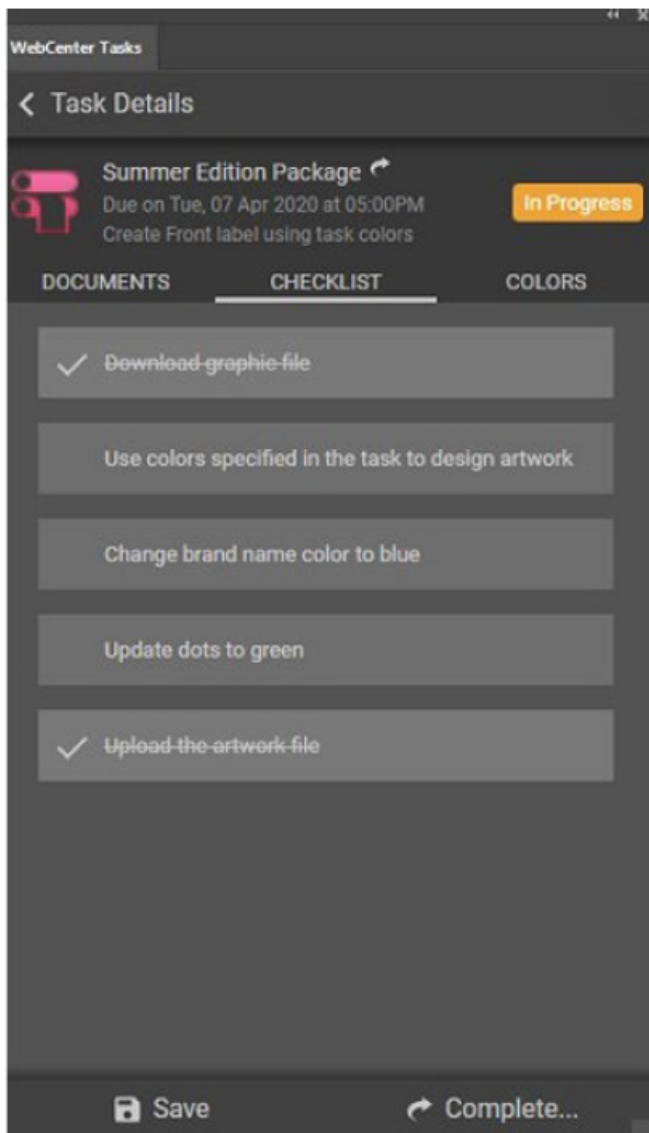 WebCenter Tasks
Task Details
Summer Edition Package
Due on Tue, 07 Apr 2020 at 05:00PM
In Progress
Create Front label using task colors
DOCUMENTS CHECKLIST COLORS
Download graphic file
Use colors specified in the task to design artwork
Change brand name color to blue
Update dots to green
Upload the artwork file
Save Complete...